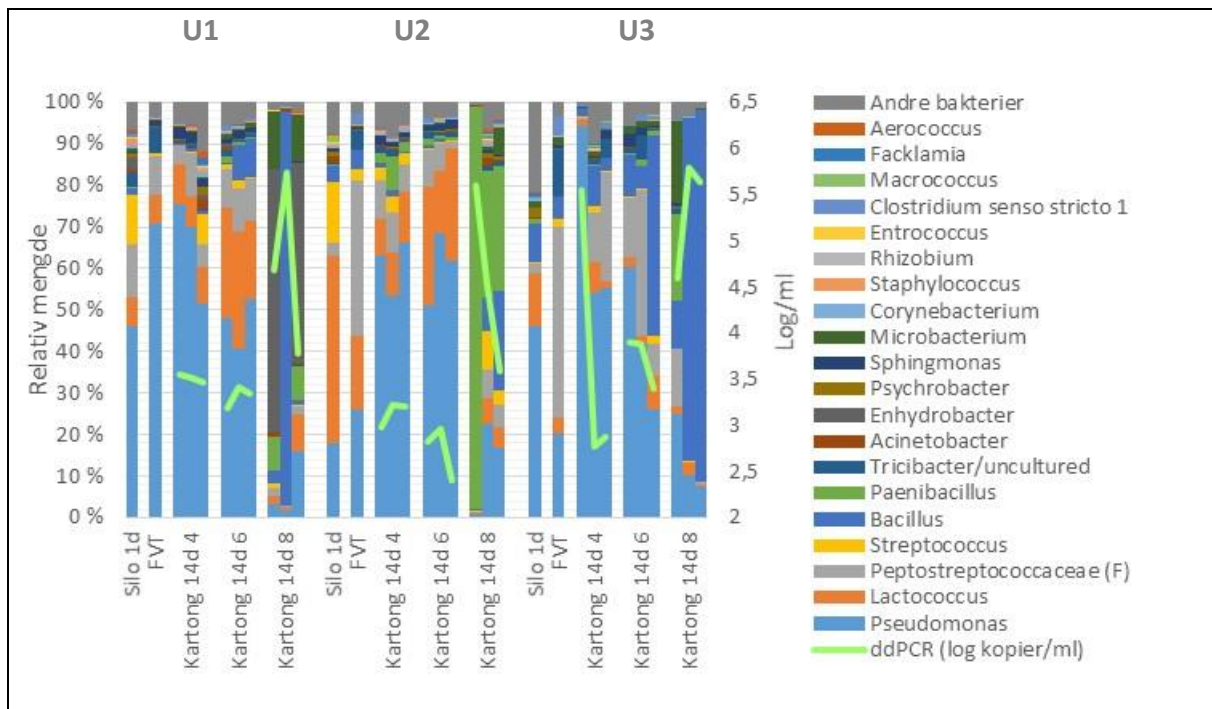 U1 U2 U3
100 %
90 %
80 %
70 %
60 %
50 %
40 %
30 %
20 %
10 %
0 %
Relativ mengde
6,5
6
5,5
5
4,5
4
3,5
3
2,5
2
Log/ml
Silo 1d
FVT
Kartong 14d 4
Kartong 14d 6
Kartong 14d 8
Silo 1d
FVT
Kartong 14d 4
Kartong 14d 6
Kartong 14d 8
Silo 1d
FVT
Kartong 14d 4
Kartong 14d 6
Kartong 14d 8
Andre bakterier
Aerococcus
Facklamia
Macrococcus
Clostridium senso stricto 1
Entrococcus
Rhizobium
Staphylococcus
Corynebacterium
Microbacterium
Sphingmonas
Psychrobacter
Enhydrobacter
Acinetobacter
Tricibacter/uncultured
Paenibacillus
Bacillus
Streptococcus
Peptostreptococcaceae (F)
Lactococcus
Pseudomonas
ddPCR (log kopier/ml)